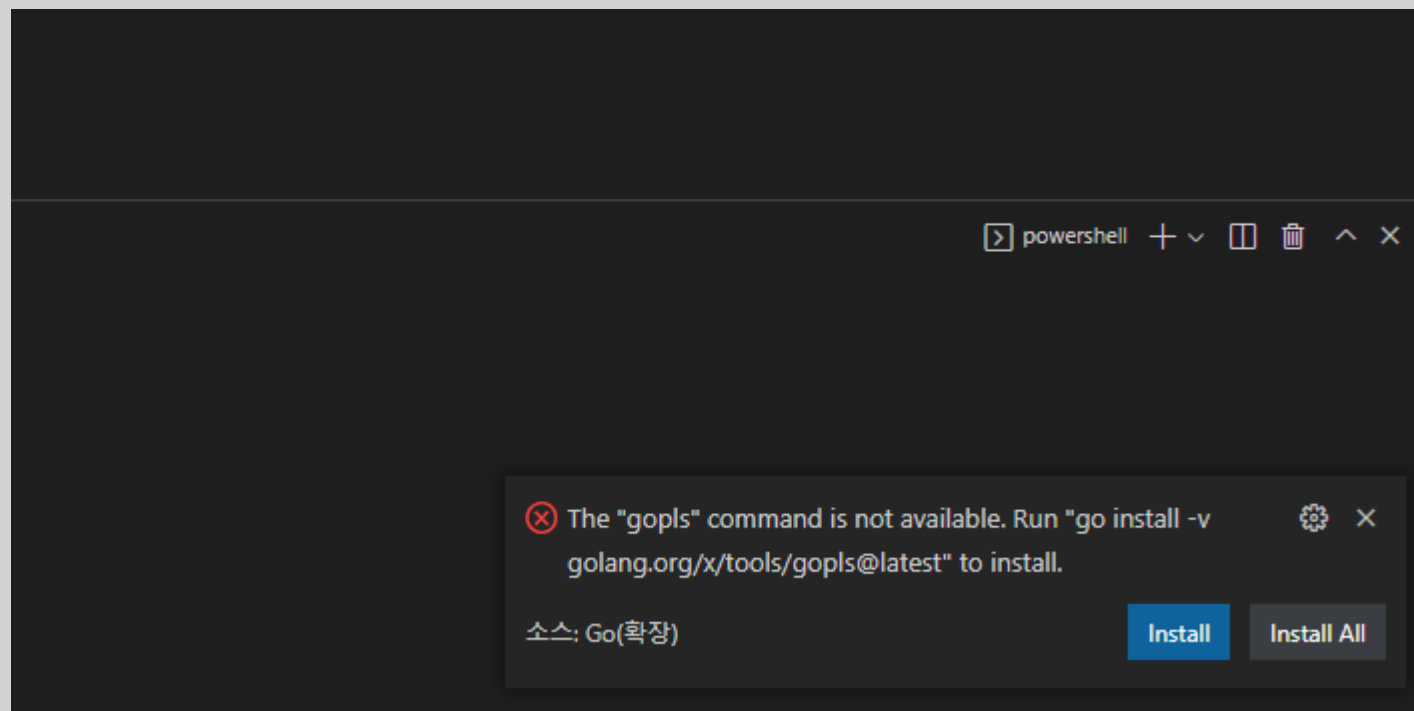 powershell
The "gopls" command is not available. Run "go install -v
golang.org/x/tools/gopls@latest" to install.
소스: Go(확장)
Install
Install All